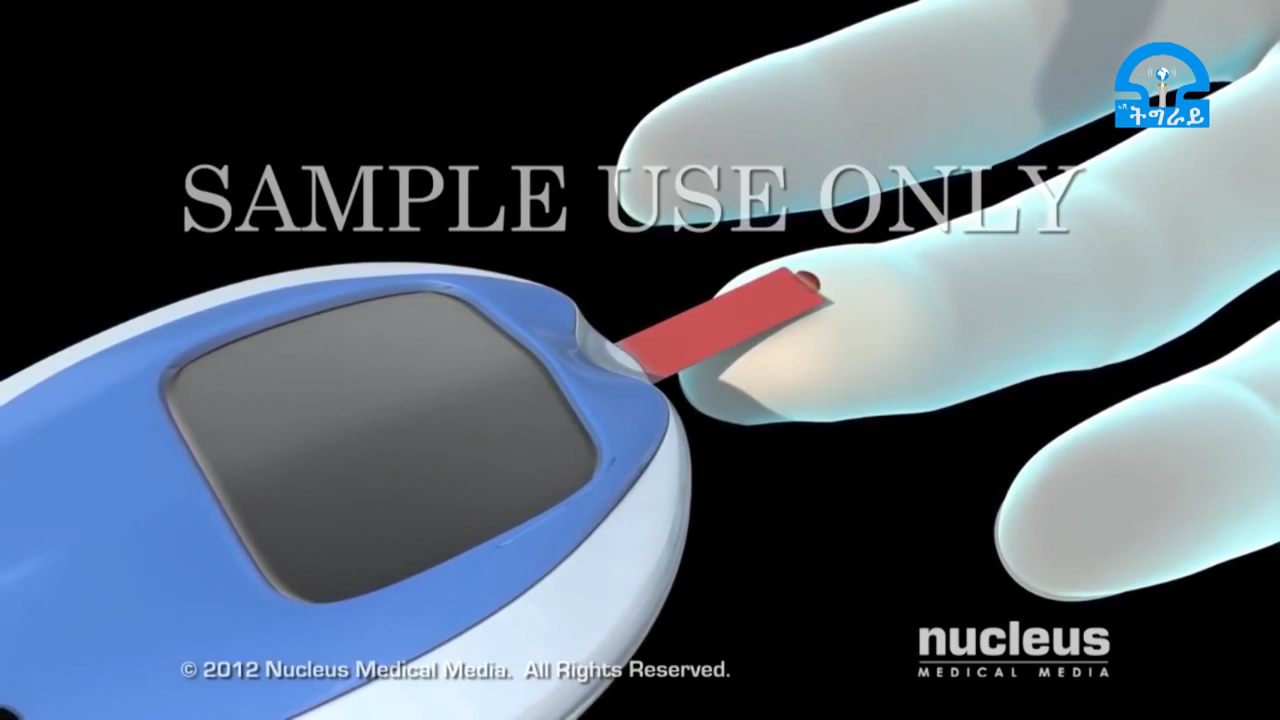 ትግራይ
SAMPLE USE ONLY
nucleus
MEDICAL MEDIA
© 2012 Nucleus Medical Media. All Rights Reserved.